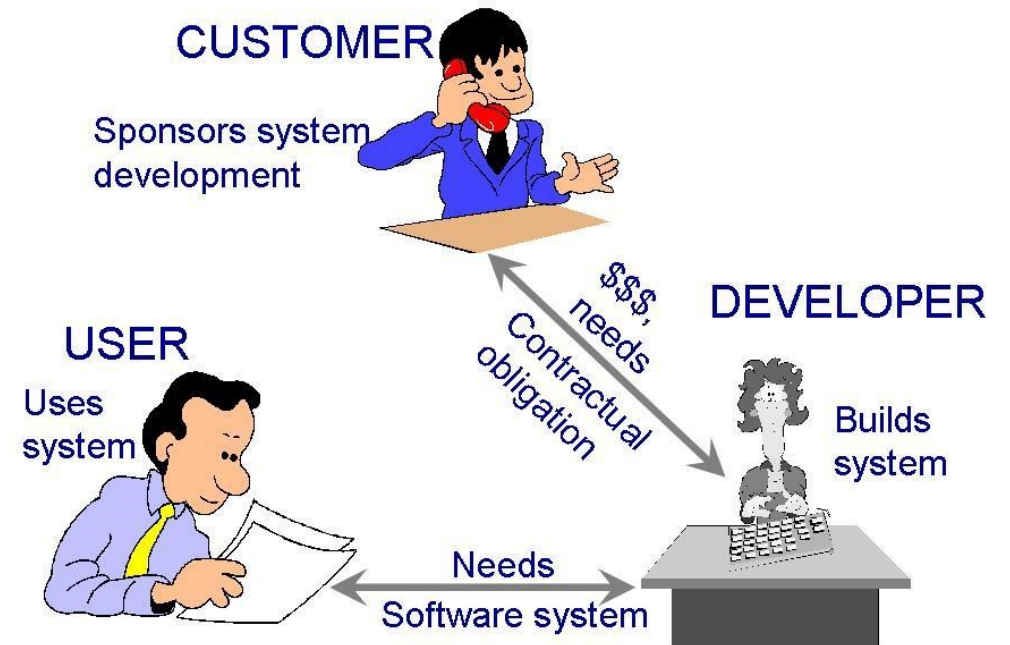 CUSTOMER
Sponsors system
development
$$$,
needs
Contractual
obligation
DEVELOPER
Builds
system
USER
Uses
system
Needs
Software system